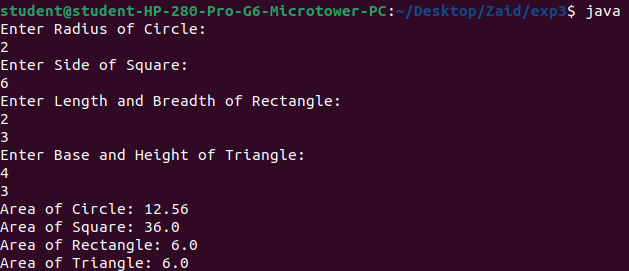 student@student-HP-280-Pro-G6-Microtower-PC:~/Desktop/Zaid/exp3$ java
Enter Radius of Circle:
2
Enter Side of Square:
6
Enter Length and Breadth of Rectangle:
2
3
Enter Base and Height of Triangle:
4
3
Area of Circle: 12.56
Area of Square: 36.0
Area of Rectangle: 6.0
Area of Triangle: 6.0